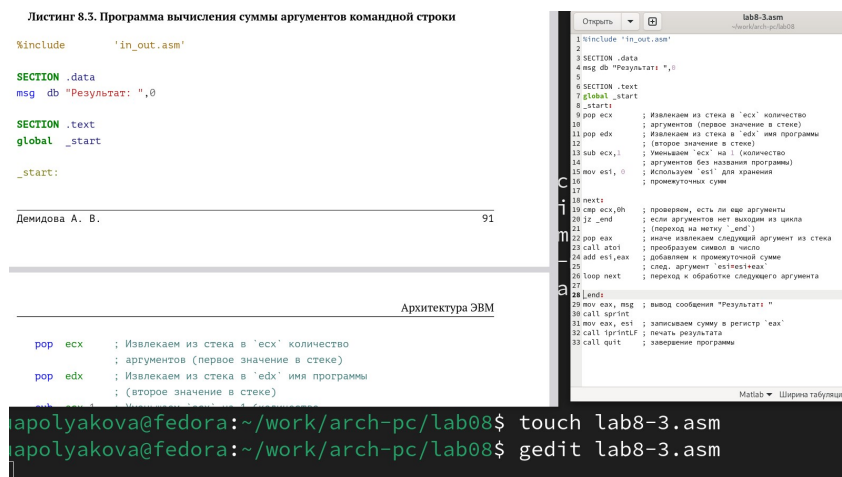 Листинг 8.3. Программа вычисления суммы аргументов командной строки
%include 'in_out.asm'
SECTION .data
msg db "Результат: ",0
SECTION .text
global _start
_start:
Демидова А. В. 91
Архитектура ЭВМ
pop ecx ; Извлекаем из стека в `ecx` количество
; аргументов (первое значение в стеке)
pop edx ; Извлекаем из стека в `edx` имя программы
; (второе значение в стеке)
Открыть
lab8-3.asm
~/work/arch-pc/lab08
1 %include 'in_out.asm'
2
3 SECTION .data
4 msg db "Результат: ",0
5
6 SECTION .text
7 global _start
8 _start:
9 pop ecx ; Извлекаем из стека в `ecx` количество
10 ; аргументов (первое значение в стеке)
11 pop edx ; Извлекаем из стека в `edx` имя программы
12 ; (второе значение в стеке)
13 sub ecx,1 ; Уменьшаем `ecx` на 1 (количество
14 ; аргументов без названия программы)
15 mov esi, 0 ; Используем `esi` для хранения
16 ; промежуточных сумм
17
18 next:
19 cmp ecx,0h ; проверяем, есть ли еще аргументы
20 jz _end ; если аргументов нет выходим из цикла
21 ; (переход на метку `_end`)
22 pop eax ; иначе извлекаем следующий аргумент из стека
23 call atoi ; преобразуем символ в число
24 add esi,eax ; добавляем к промежуточной сумме
25 ; след. аргумент `esi=esi+eax`
26 loop next ; переход к обработке следующего аргумента
27
28 _end:
29 mov eax, msg ; вывод сообщения "Результат: "
30 call sprint
31 mov eax, esi ; записываем сумму в регистр `eax`
32 call iprintLF ; печать результата
33 call quit ; завершение программы
Matlab Ширина табуляци
apolyakova@fedora:~/work/arch-pc/lab08$ touch lab8-3.asm
apolyakova@fedora:~/work/arch-pc/lab08$ gedit lab8-3.asm